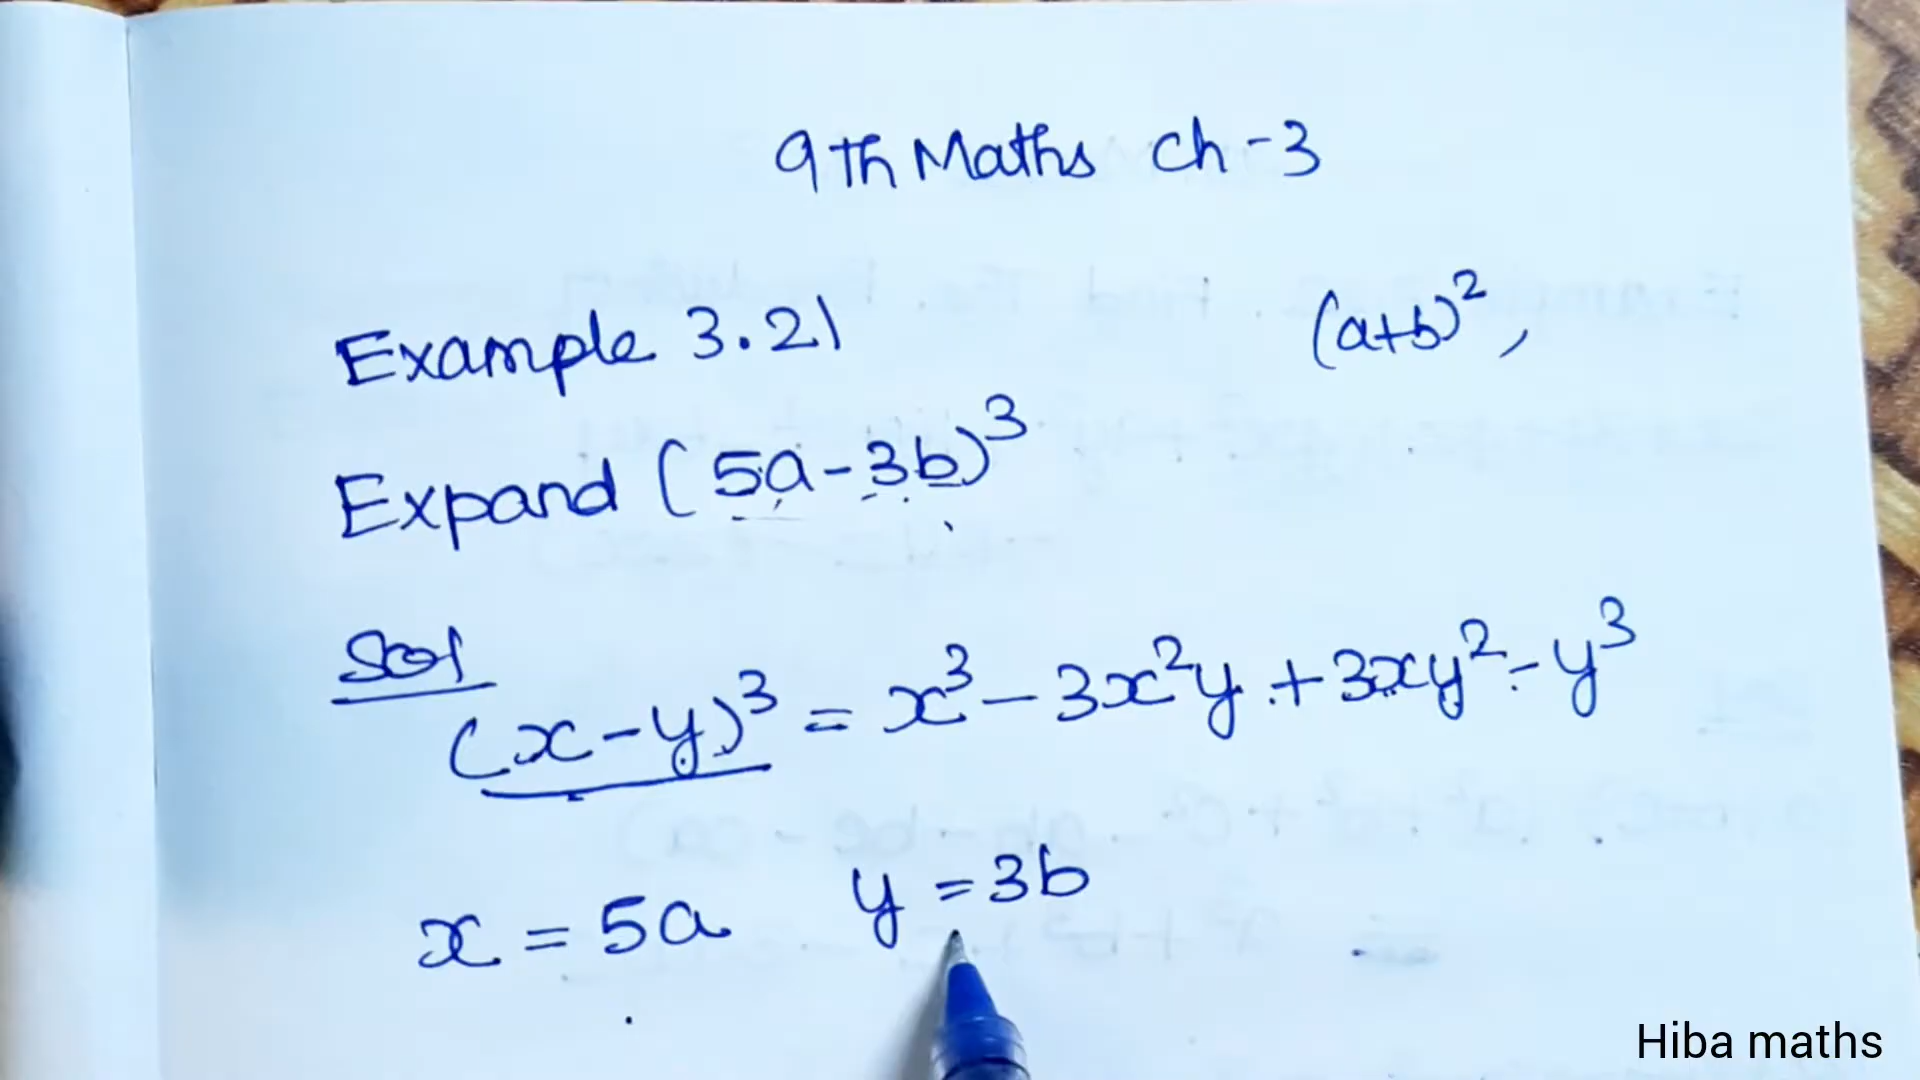 9th Maths Ch-3
Example 3.21
(a+b)²,
Expand (5a-3b)³
Sol
(x-y)³ = x³ - 3x²y + 3xy² - y³
x = 5a y = 3b
Hiba maths